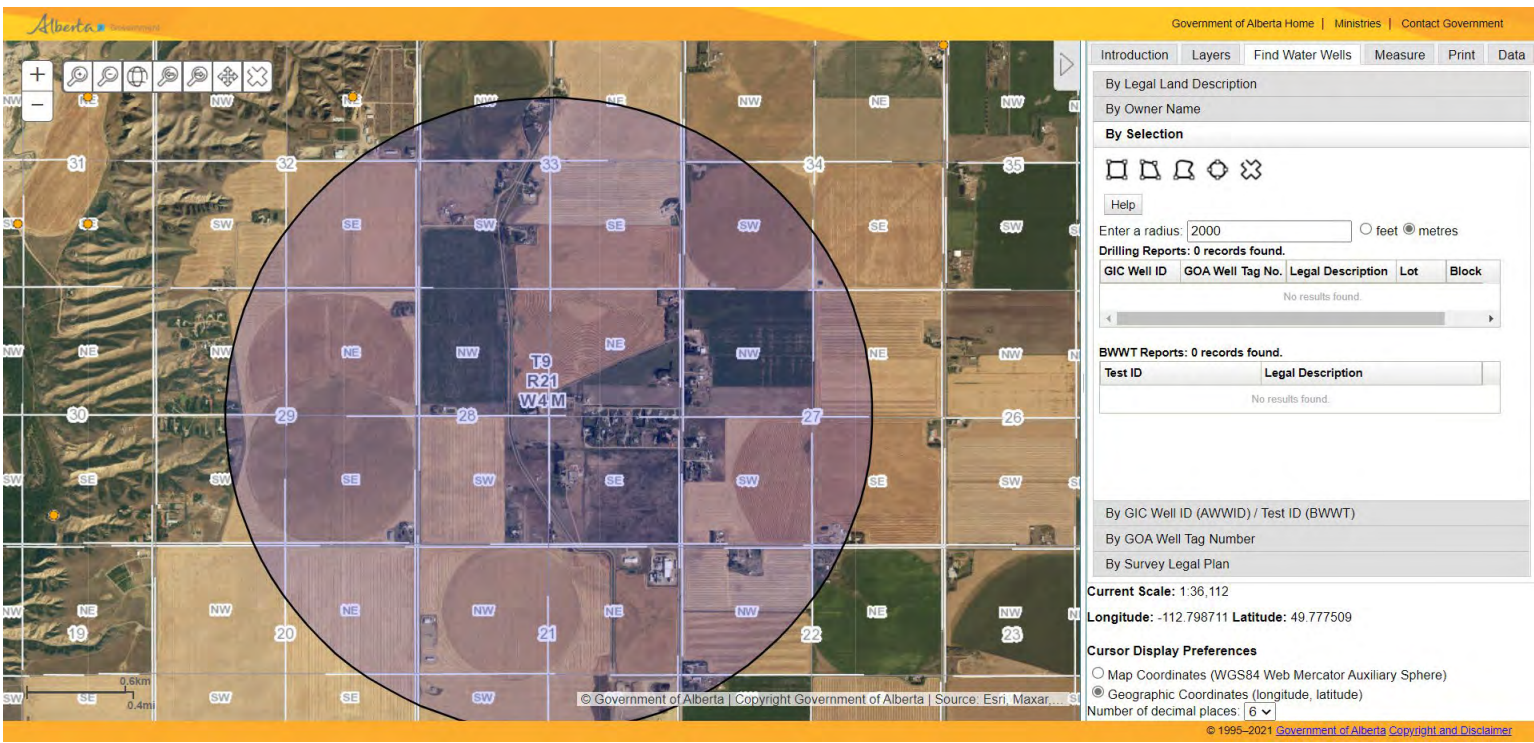 Alberta Government
Government of Alberta Home | Ministries | Contact Government
Introduction Layers Find Water Wells Measure Print Data
By Legal Land Description
By Owner Name
By Selection
Help
Enter a radius: 2000 feet metres
Drilling Reports: 0 records found.
GIC Well ID GOA Well Tag No. Legal Description Lot Block
No results found.
BWWT Reports: 0 records found.
Test ID Legal Description
No results found.
By GIC Well ID (AWWID) / Test ID (BWWT)
By GOA Well Tag Number
By Survey Legal Plan
Current Scale: 1:36,112
Longitude: -112.798711 Latitude: 49.777509
Cursor Display Preferences
Map Coordinates (WGS84 Web Mercator Auxiliary Sphere)
Geographic Coordinates (longitude, latitude)
Number of decimal places: 6
NW NE NW NE NW NE NW NE NW
31 32 33 34 35
SW SE SW SE SW SE SW
NW NE NW NE NW NE NW NE NW
T9
R21
W4 M
30 29 28 27 26
SW SE SW SE SW SE SW SE SW
NW NE NW NE NW NE NW NE NW
19 20 21 22 23
0.6km
0.4mi
SW SE SW SE SW
© Government of Alberta | Copyright Government of Alberta | Source: Esri, Maxar,...
© 1995–2021 Government of Alberta Copyright and Disclaimer